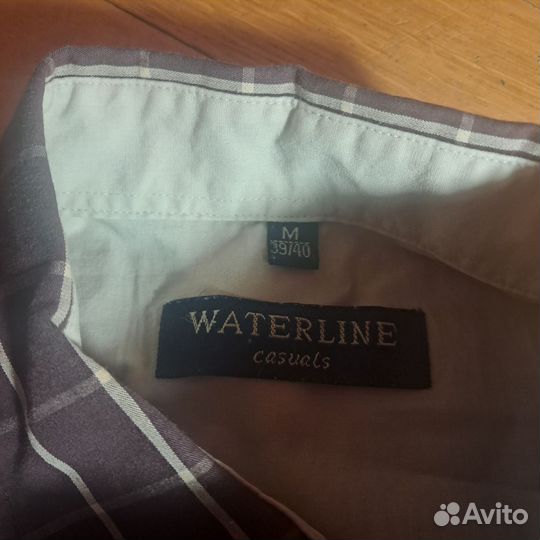 M
39/40
WATERLINE
casuals
Avito